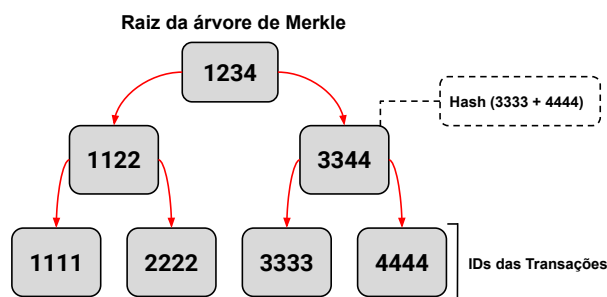 Raiz da árvore de Merkle
1234
Hash (3333 + 4444)
1122
3344
1111
2222
3333
4444
IDs das Transações